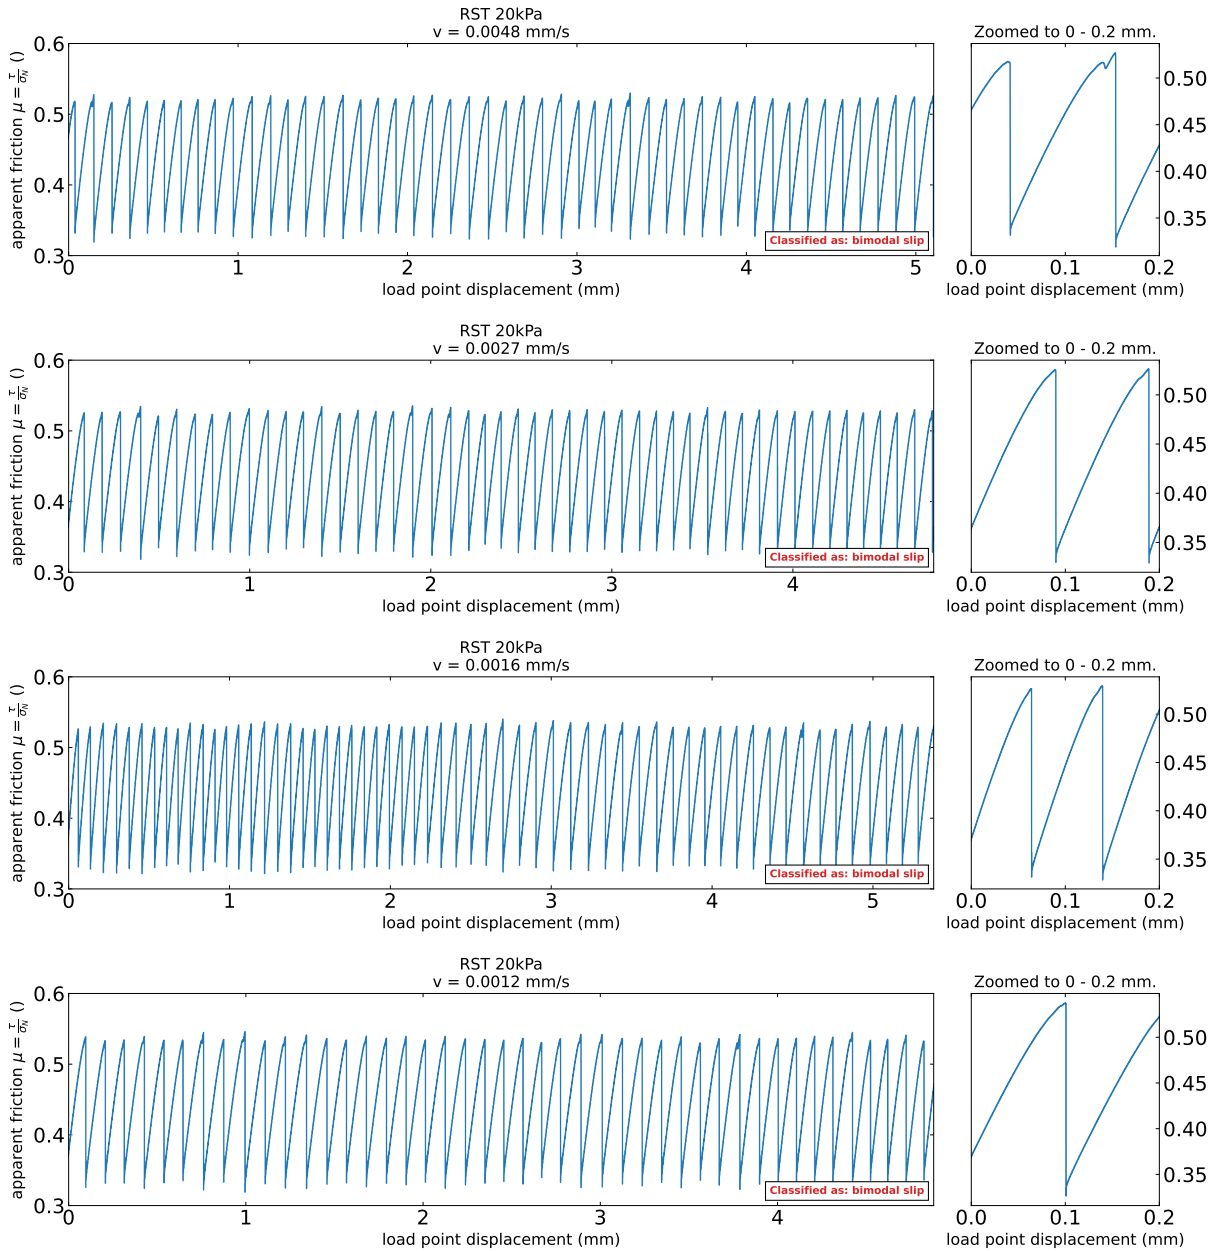 RST 20kPa
v = 0.0048 mm/s
Zoomed to 0 - 0.2 mm.
apparent friction μ = τ/σ_N ()
0.6
0.5
0.4
0.3
0 1 2 3 4 5
load point displacement (mm)
Classified as: bimodal slip
0.50
0.45
0.40
0.35
0.0 0.1 0.2
load point displacement (mm)
RST 20kPa
v = 0.0027 mm/s
Zoomed to 0 - 0.2 mm.
apparent friction μ = τ/σ_N ()
0.6
0.5
0.4
0.3
0 1 2 3 4
load point displacement (mm)
Classified as: bimodal slip
0.50
0.45
0.40
0.35
0.0 0.1 0.2
load point displacement (mm)
RST 20kPa
v = 0.0016 mm/s
Zoomed to 0 - 0.2 mm.
apparent friction μ = τ/σ_N ()
0.6
0.5
0.4
0.3
0 1 2 3 4 5
load point displacement (mm)
Classified as: bimodal slip
0.50
0.45
0.40
0.35
0.0 0.1 0.2
load point displacement (mm)
RST 20kPa
v = 0.0012 mm/s
Zoomed to 0 - 0.2 mm.
apparent friction μ = τ/σ_N ()
0.6
0.5
0.4
0.3
0 1 2 3 4
load point displacement (mm)
Classified as: bimodal slip
0.50
0.45
0.40
0.35
0.0 0.1 0.2
load point displacement (mm)